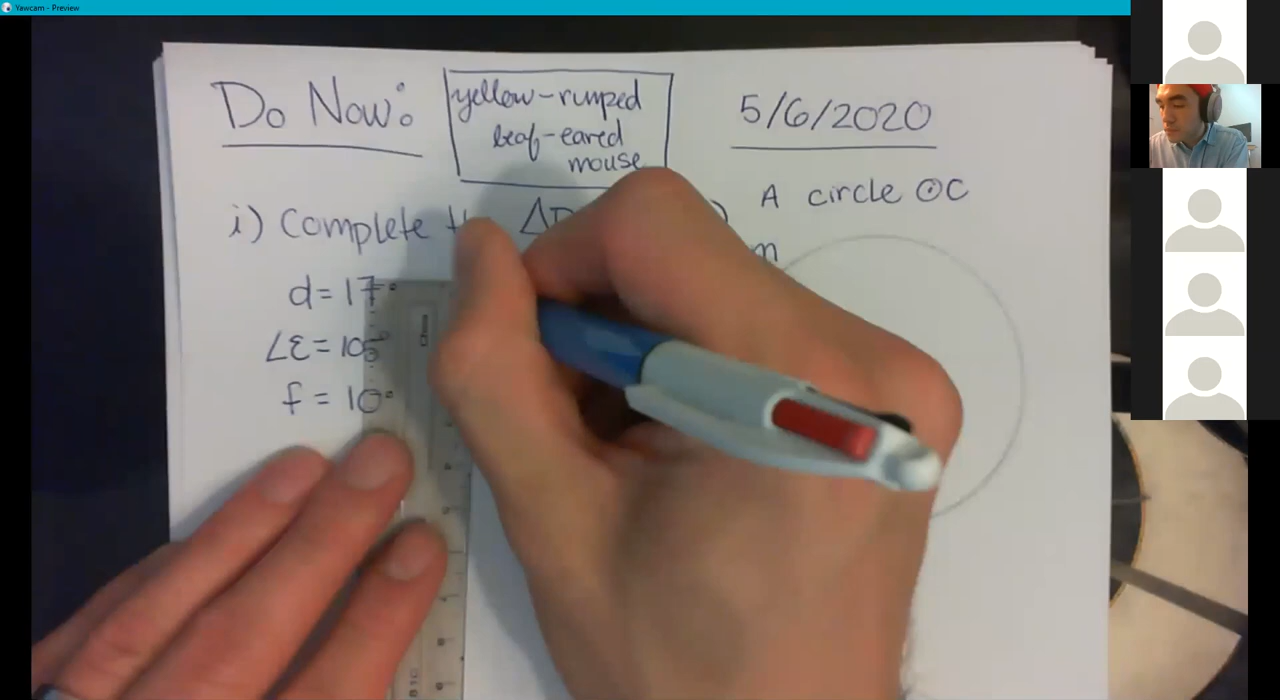 Yawcam - Preview
Do Now:
yellow-rumped
leaf-eared
mouse
5/6/2020
i) Complete
d = 17
∠E = 105°
f = 10
A circle ⊙C